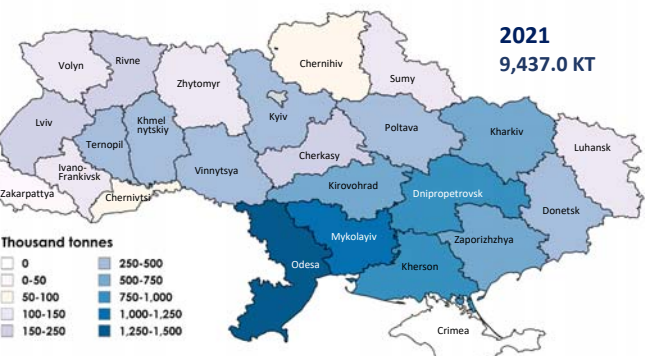 2021
9,437.0 KT
Volyn
Rivne
Zhytomyr
Chernihiv
Sumy
Lviv
Ternopil
Khmel
nytskiy
Kyiv
Poltava
Kharkiv
Luhansk
Ivano-
Frankivsk
Vinnytsya
Cherkasy
Zakarpattya
Chernivtsi
Kirovohrad
Dnipropetrovsk
Donetsk
Mykolayiv
Zaporizhzhya
Odesa
Kherson
Crimea
Thousand tonnes
0
0-50
50-100
100-150
150-250
250-500
500-750
750-1,000
1,000-1,250
1,250-1,500